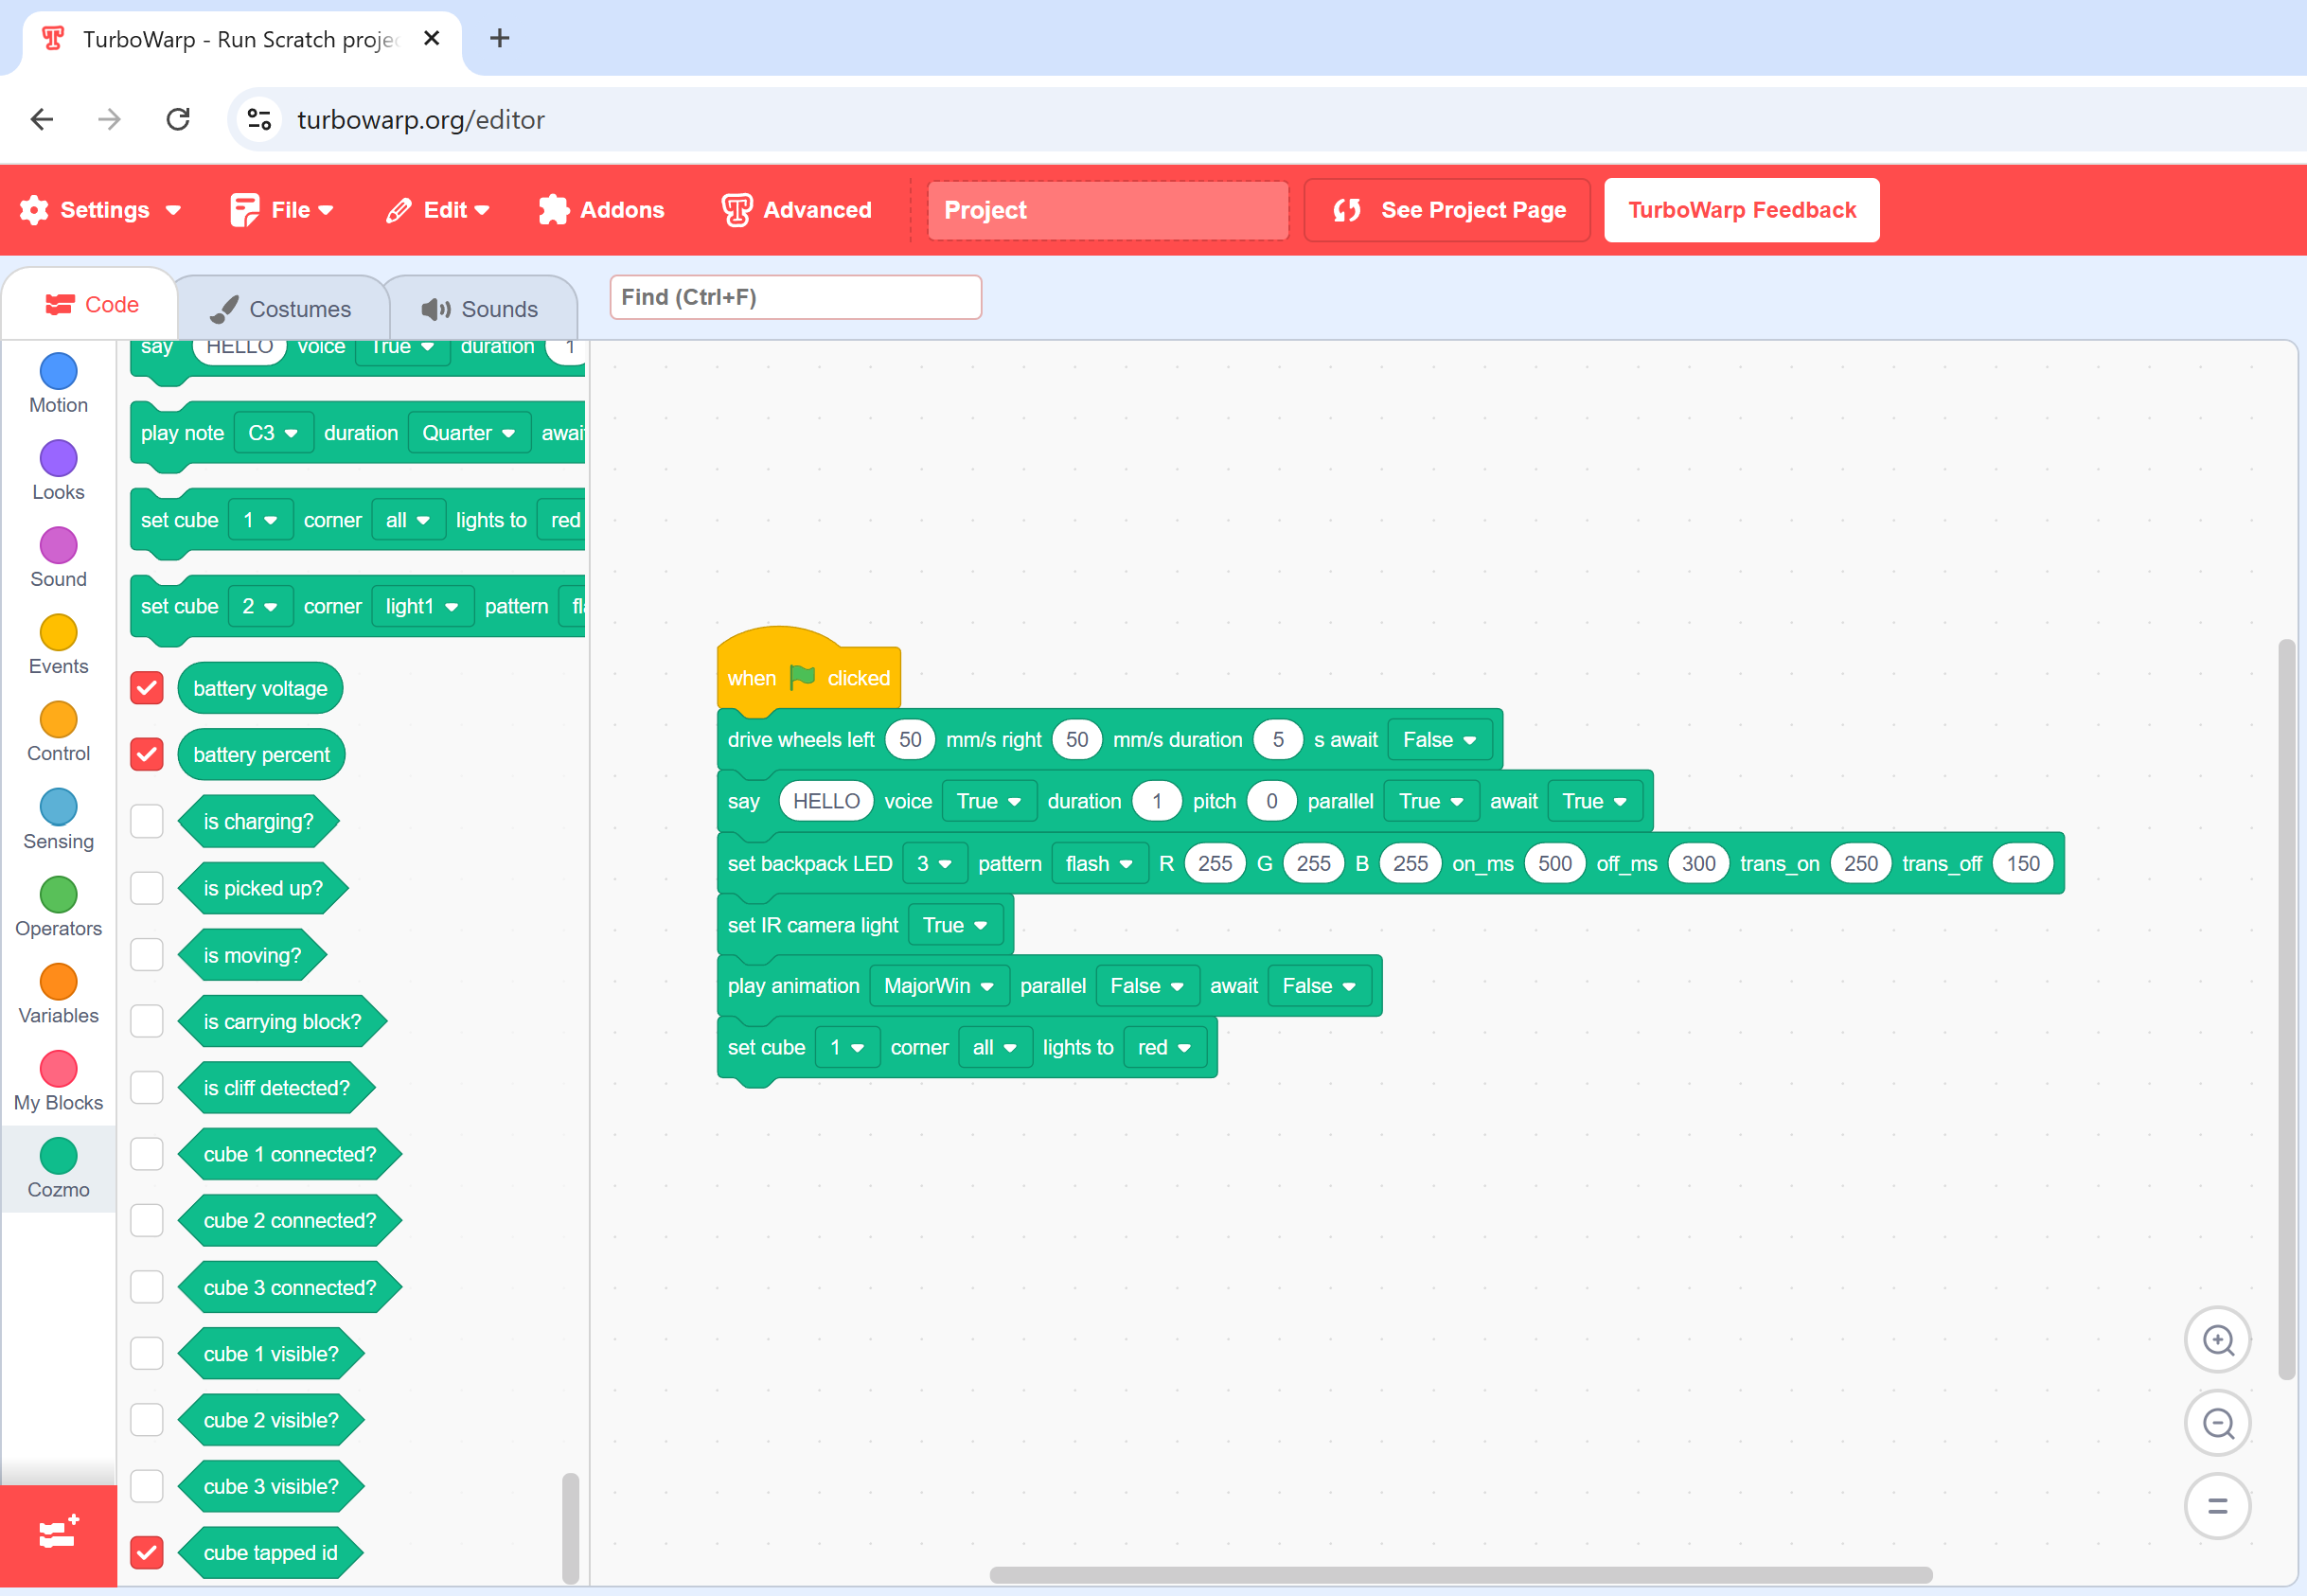 TurboWarp - Run Scratch proje
turbowarp.org/editor
Settings File Edit Addons Advanced Project See Project Page TurboWarp Feedback
Code Costumes Sounds Find (Ctrl+F)
Motion
Looks
Sound
Events
Control
Sensing
Operators
Variables
My Blocks
Cozmo
say HELLO voice True duration 1
play note C3 duration Quarter awai
set cube 1 corner all lights to red
set cube 2 corner light1 pattern
battery voltage
battery percent
is charging?
is picked up?
is moving?
is carrying block?
is cliff detected?
cube 1 connected?
cube 2 connected?
cube 3 connected?
cube 1 visible?
cube 2 visible?
cube 3 visible?
cube tapped id
when clicked
drive wheels left 50 mm/s right 50 mm/s duration 5 s await False
say HELLO voice True duration 1 pitch 0 parallel True await True
set backpack LED 3 pattern flash R 255 G 255 B 255 on_ms 500 off_ms 300 trans_on 250 trans_off 150
set IR camera light True
play animation MajorWin parallel False await False
set cube 1 corner all lights to red